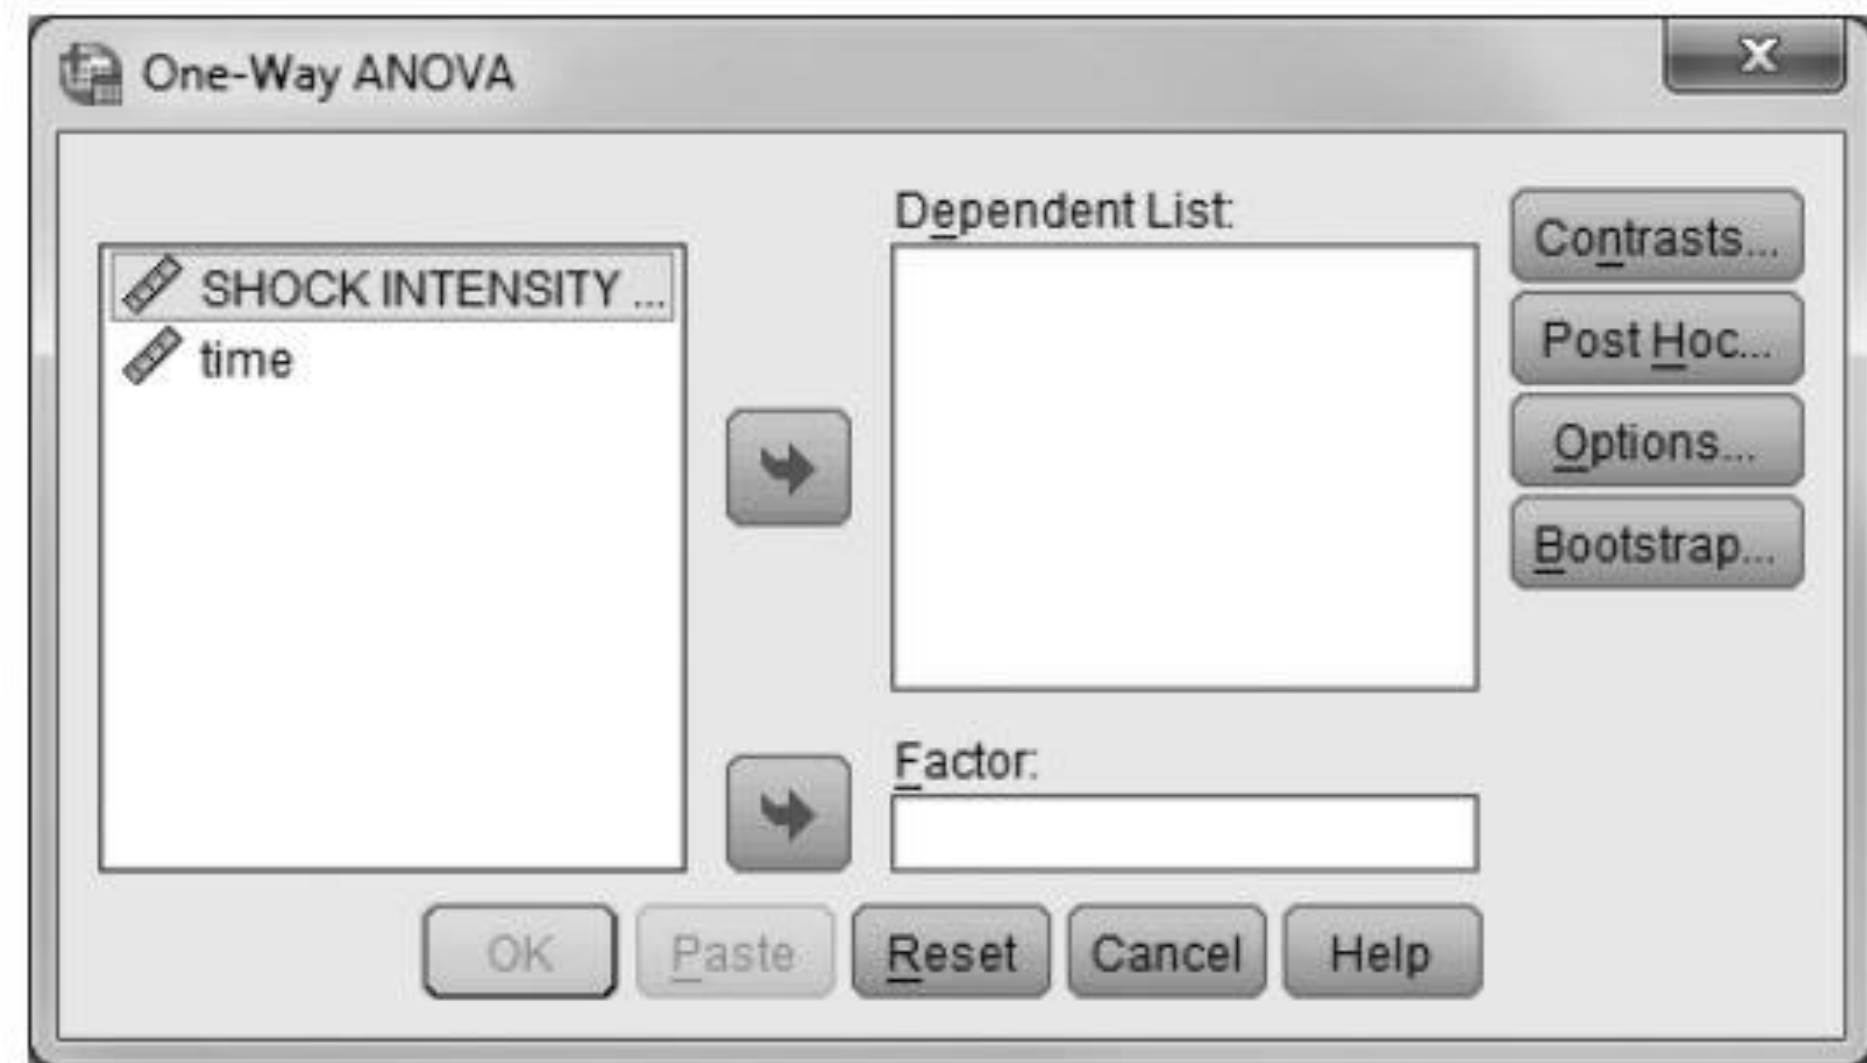 One-Way ANOVA
SHOCK INTENSITY ...
time
Dependent List:
Factor:
Contrasts...
Post Hoc...
Options...
Bootstrap...
OK
Paste
Reset
Cancel
Help